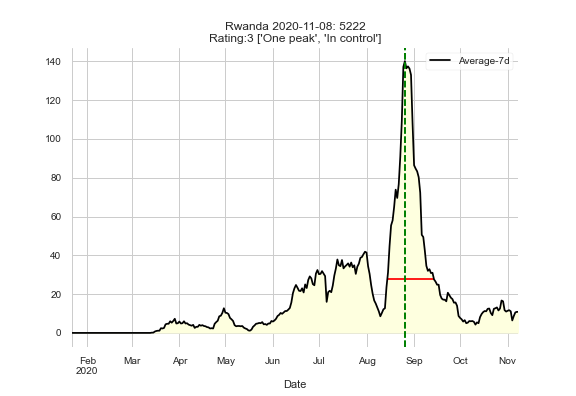 Rwanda 2020-11-08: 5222
Rating:3 ['One peak', 'In control']
Average-7d
140
120
100
80
60
40
20
0
Feb Mar Apr May Jun Jul Aug Sep Oct Nov
2020
Date